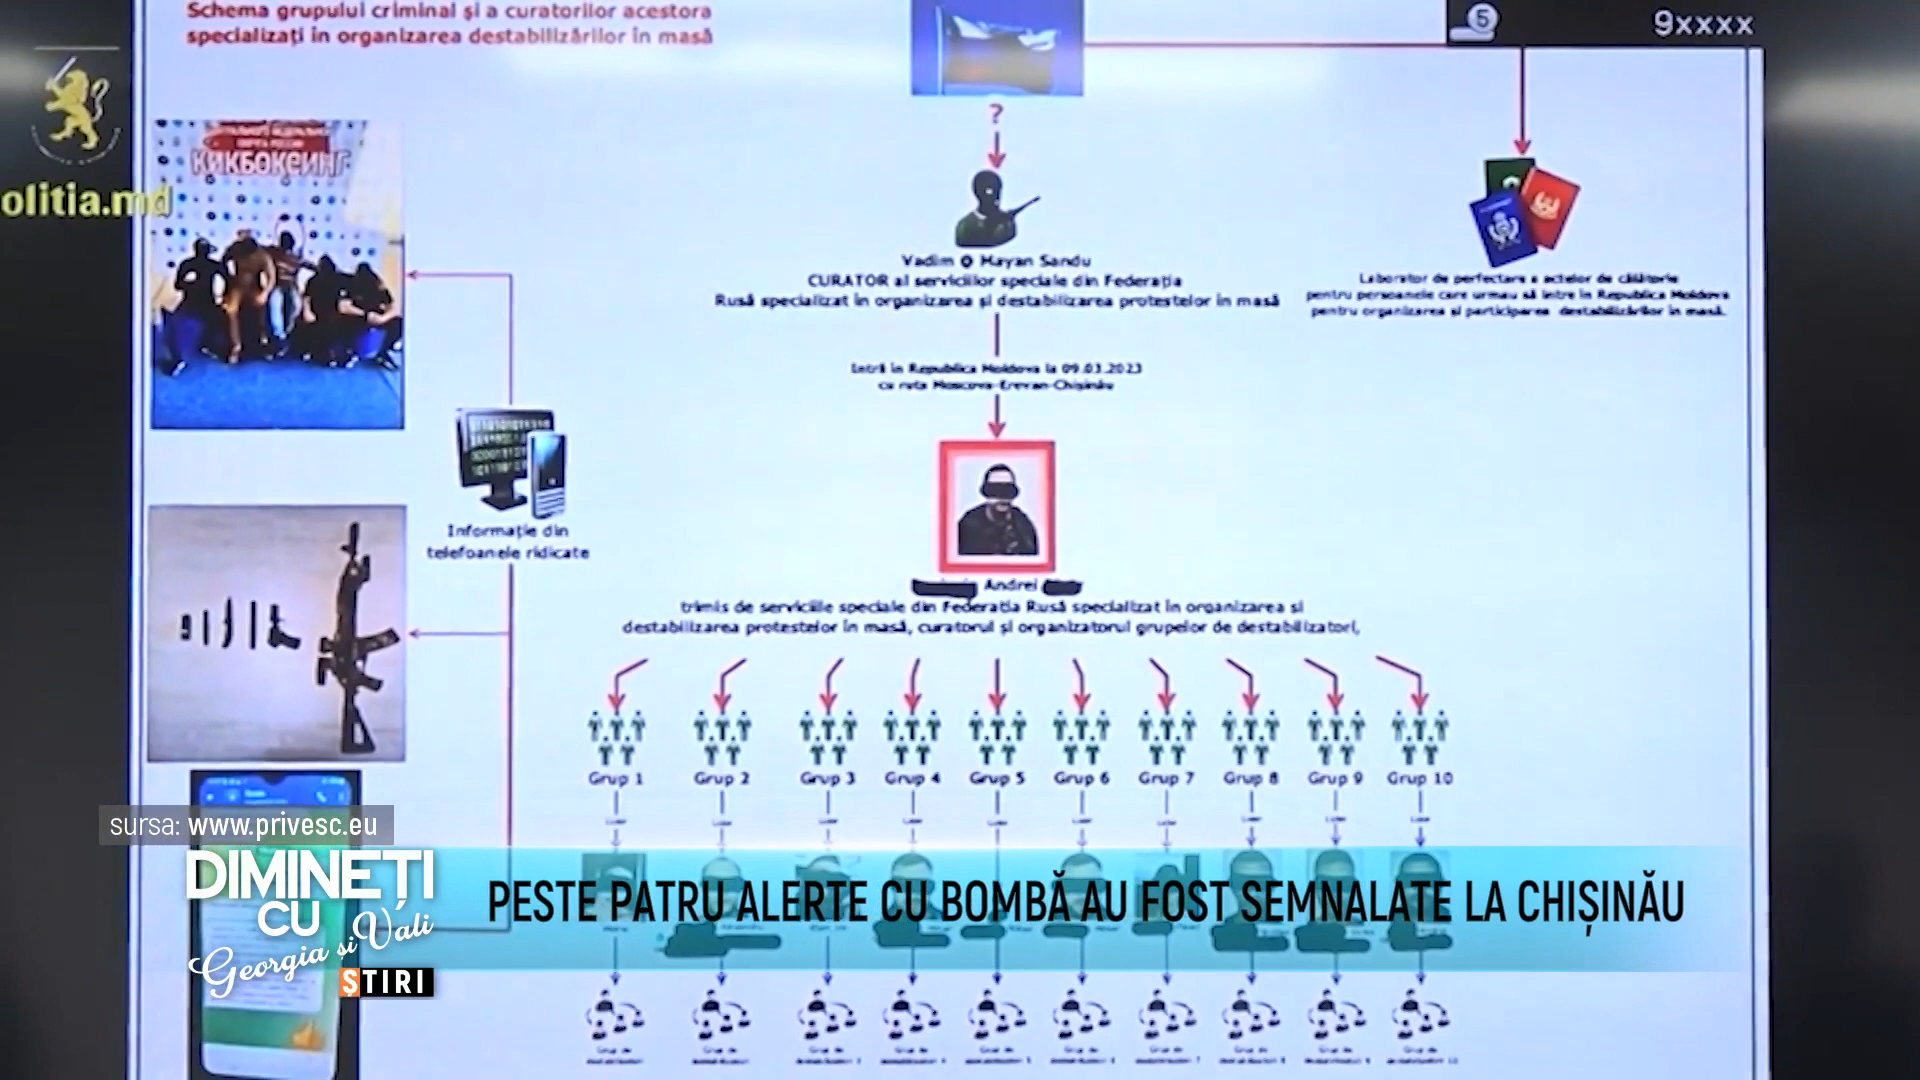 Schema grupului criminal și a curatorilor acestora
specializați în organizarea destabilizărilor în masă
5
9xxxx
olitia.md
КИКБОКСИНГ
?
Vadim Mayan Sandu
CURATOR al serviciilor speciale din Federația
Rusă specializat în organizarea și destabilizarea protestelor în masă
Laborator de perfectare a actelor de călătorie
pentru persoanele care urmau să intre în Republica Moldova
pentru organizarea și participarea destabilizărilor în masă.
Intră în Republica Moldova la 09.03.2023
cu ruta Moscova-Erevan-Chișinău
Informație din
telefoanele ridicate
Andrei
trimis de serviciile speciale din Federația Rusă specializat în organizarea și
destabilizarea protestelor în masă, curatorul și organizatorul grupelor de destabilizatori,
Grup 1 Grup 2 Grup 3 Grup 4 Grup 5 Grup 6 Grup 7 Grup 8 Grup 9 Grup 10
sursa: www.privesc.eu
DIMINEȚI
CU
Georgia și Vali
ȘTIRI
PESTE PATRU ALERTE CU BOMBĂ AU FOST SEMNALATE LA CHIȘINĂU